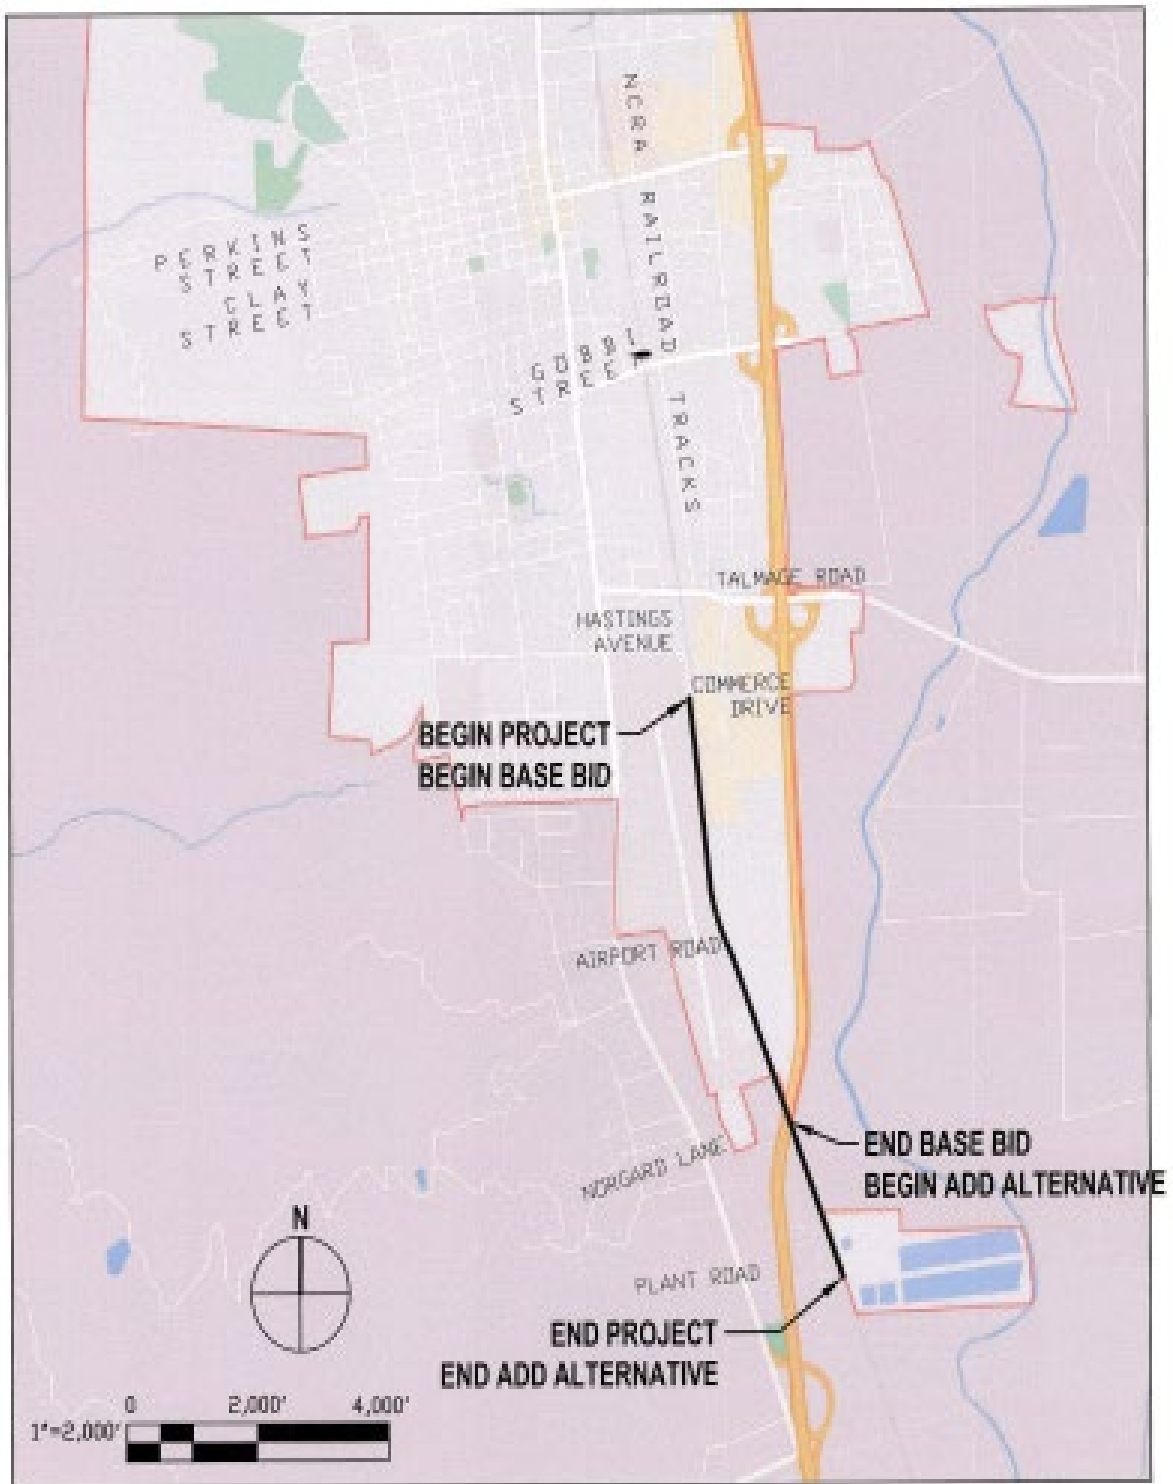 NCRA RAILROAD TRACKS
PERKINS
STREET
CLAY
STREET
GOBBI
STREET
TALMAGE ROAD
HASTINGS
AVENUE
COMMERCE
DRIVE
BEGIN PROJECT
BEGIN BASE BID
AIRPORT ROAD
END BASE BID
BEGIN ADD ALTERNATIVE
NORGARD LANE
N
PLANT ROAD
END PROJECT
END ADD ALTERNATIVE
0 2,000' 4,000'
1"=2,000'